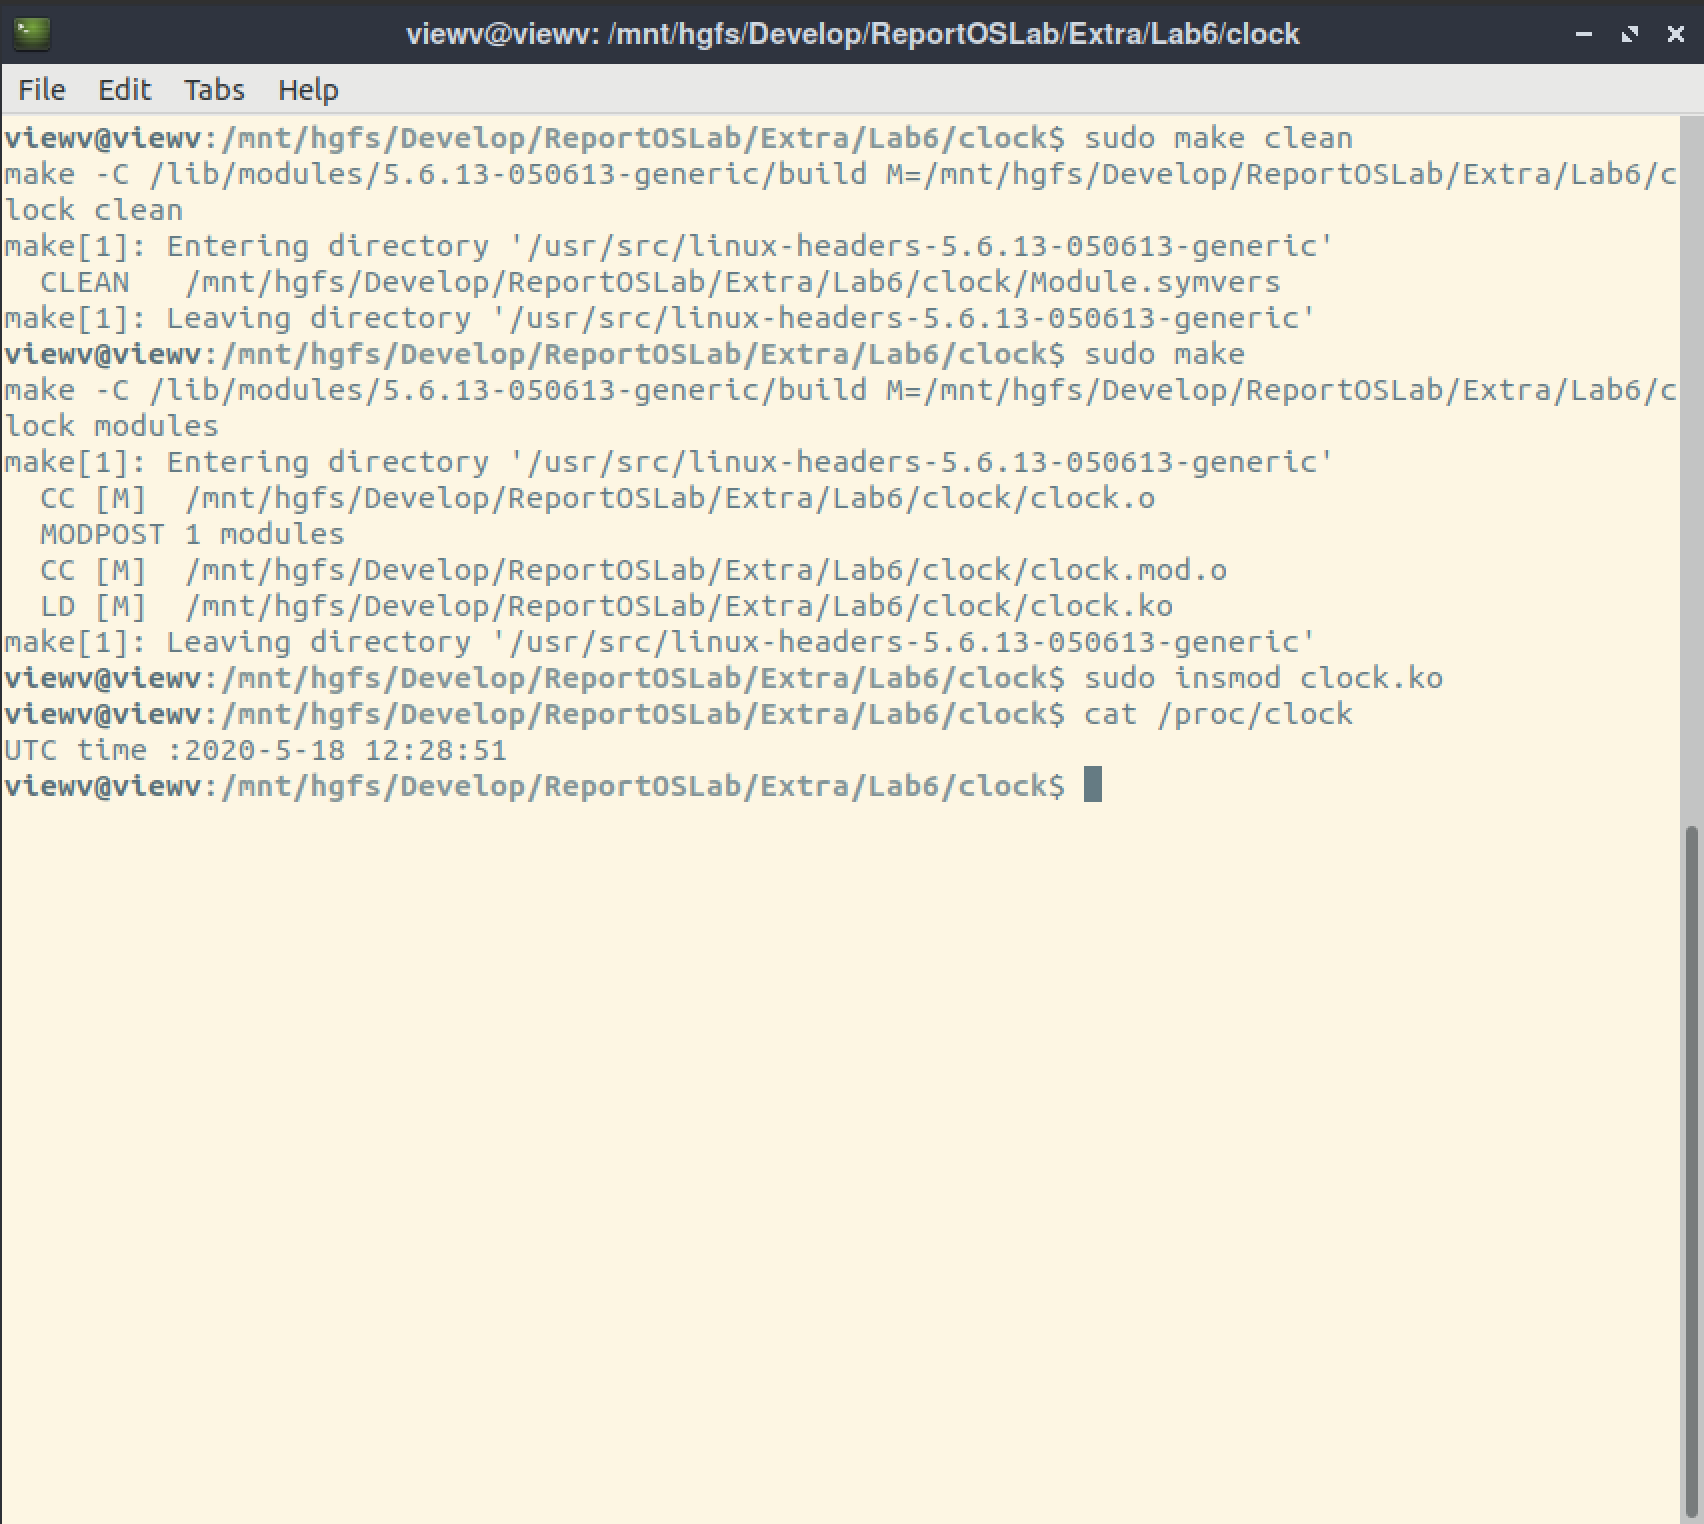 viewv@viewv: /mnt/hgfs/Develop/ReportOSLab/Extra/Lab6/clock
File Edit Tabs Help
viewv@viewv:/mnt/hgfs/Develop/ReportOSLab/Extra/Lab6/clock$ sudo make clean
make -C /lib/modules/5.6.13-050613-generic/build M=/mnt/hgfs/Develop/ReportOSLab/Extra/Lab6/c
lock clean
make[1]: Entering directory '/usr/src/linux-headers-5.6.13-050613-generic'
  CLEAN   /mnt/hgfs/Develop/ReportOSLab/Extra/Lab6/clock/Module.symvers
make[1]: Leaving directory '/usr/src/linux-headers-5.6.13-050613-generic'
viewv@viewv:/mnt/hgfs/Develop/ReportOSLab/Extra/Lab6/clock$ sudo make
make -C /lib/modules/5.6.13-050613-generic/build M=/mnt/hgfs/Develop/ReportOSLab/Extra/Lab6/c
lock modules
make[1]: Entering directory '/usr/src/linux-headers-5.6.13-050613-generic'
  CC [M]  /mnt/hgfs/Develop/ReportOSLab/Extra/Lab6/clock/clock.o
  MODPOST 1 modules
  CC [M]  /mnt/hgfs/Develop/ReportOSLab/Extra/Lab6/clock/clock.mod.o
  LD [M]  /mnt/hgfs/Develop/ReportOSLab/Extra/Lab6/clock/clock.ko
make[1]: Leaving directory '/usr/src/linux-headers-5.6.13-050613-generic'
viewv@viewv:/mnt/hgfs/Develop/ReportOSLab/Extra/Lab6/clock$ sudo insmod clock.ko
viewv@viewv:/mnt/hgfs/Develop/ReportOSLab/Extra/Lab6/clock$ cat /proc/clock
UTC time :2020-5-18 12:28:51
viewv@viewv:/mnt/hgfs/Develop/ReportOSLab/Extra/Lab6/clock$